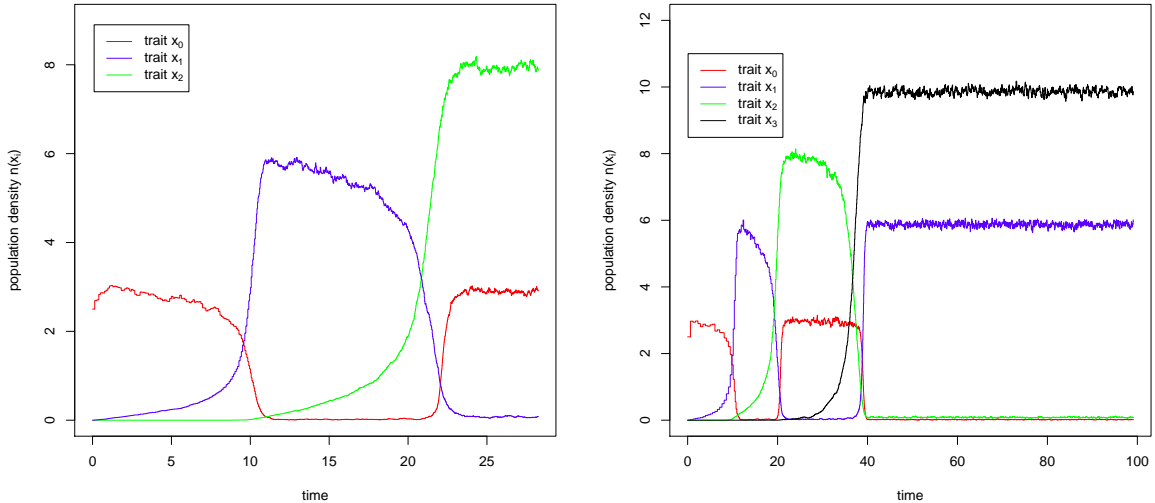 trait x₀
trait x₁
trait x₂
population density n(xᵢ)
0 2 4 6 8
0 5 10 15 20 25
time
trait x₀
trait x₁
trait x₂
trait x₃
population density n(xᵢ)
0 2 4 6 8 10 12
0 20 40 60 80 100
time